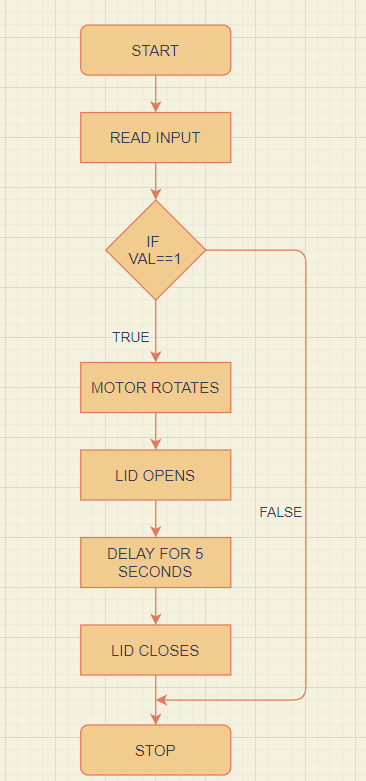 START
READ INPUT
IF
VAL==1
TRUE
MOTOR ROTATES
LID OPENS
FALSE
DELAY FOR 5
SECONDS
LID CLOSES
STOP